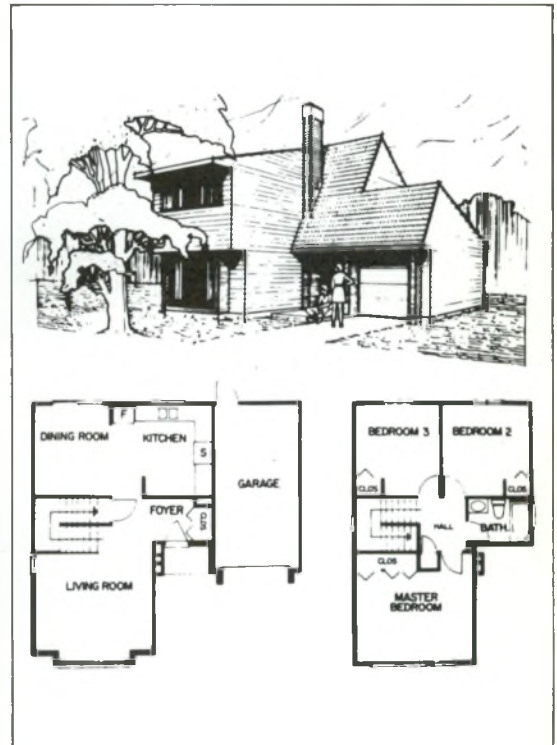 DINING ROOM
F
KITCHEN
S
GARAGE
FOYER
CLOS
LIVING ROOM
BEDROOM 3
BEDROOM 2
CLOS
CLOS
HALL
BATH
CLOS
MASTER
BEDROOM